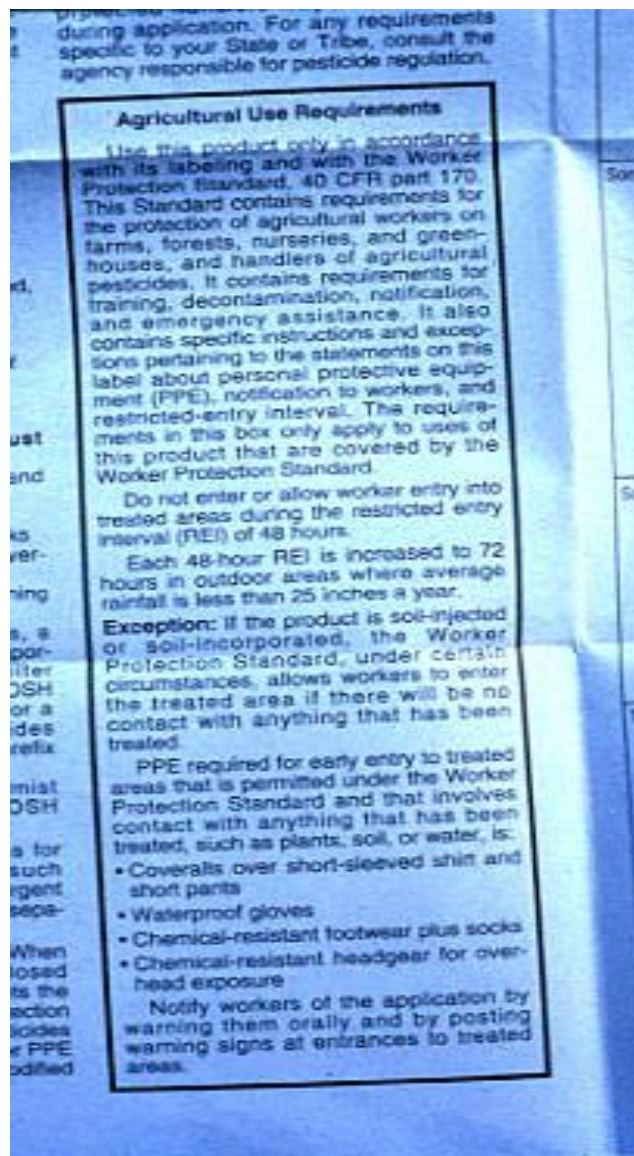 during application. For any requirements
specific to your State or Tribe, consult the
agency responsible for pesticide regulation.
Agricultural Use Requirements
Use this product only in accordance
with its labeling and with the Worker
Protection Standard, 40 CFR part 170.
This Standard contains requirements for
the protection of agricultural workers on
farms, forests, nurseries, and green-
houses, and handlers of agricultural
pesticides. It contains requirements for
training, decontamination, notification,
and emergency assistance. It also
contains specific instructions and excep-
tions pertaining to the statements on this
label about personal protective equip-
ment (PPE), notification to workers, and
restricted-entry interval. The require-
ments in this box only apply to uses of
this product that are covered by the
Worker Protection Standard.
Do not enter or allow worker entry into
treated areas during the restricted entry
interval (REI) of 48 hours.
Each 48-hour REI is increased to 72
hours in outdoor areas where average
rainfall is less than 25 inches a year.
Exception: If the product is soil-injected
or soil-incorporated, the Worker
Protection Standard, under certain
circumstances, allows workers to enter
the treated area if there will be no
contact with anything that has been
treated.
PPE required for early entry to treated
areas that is permitted under the Worker
Protection Standard and that involves
contact with anything that has been
treated, such as plants, soil, or water, is:
• Coveralls over short-sleeved shirt and
short pants
• Waterproof gloves
• Chemical-resistant footwear plus socks
• Chemical-resistant headgear for over-
head exposure
Notify workers of the application by
warning them orally and by posting
warning signs at entrances to treated
areas.